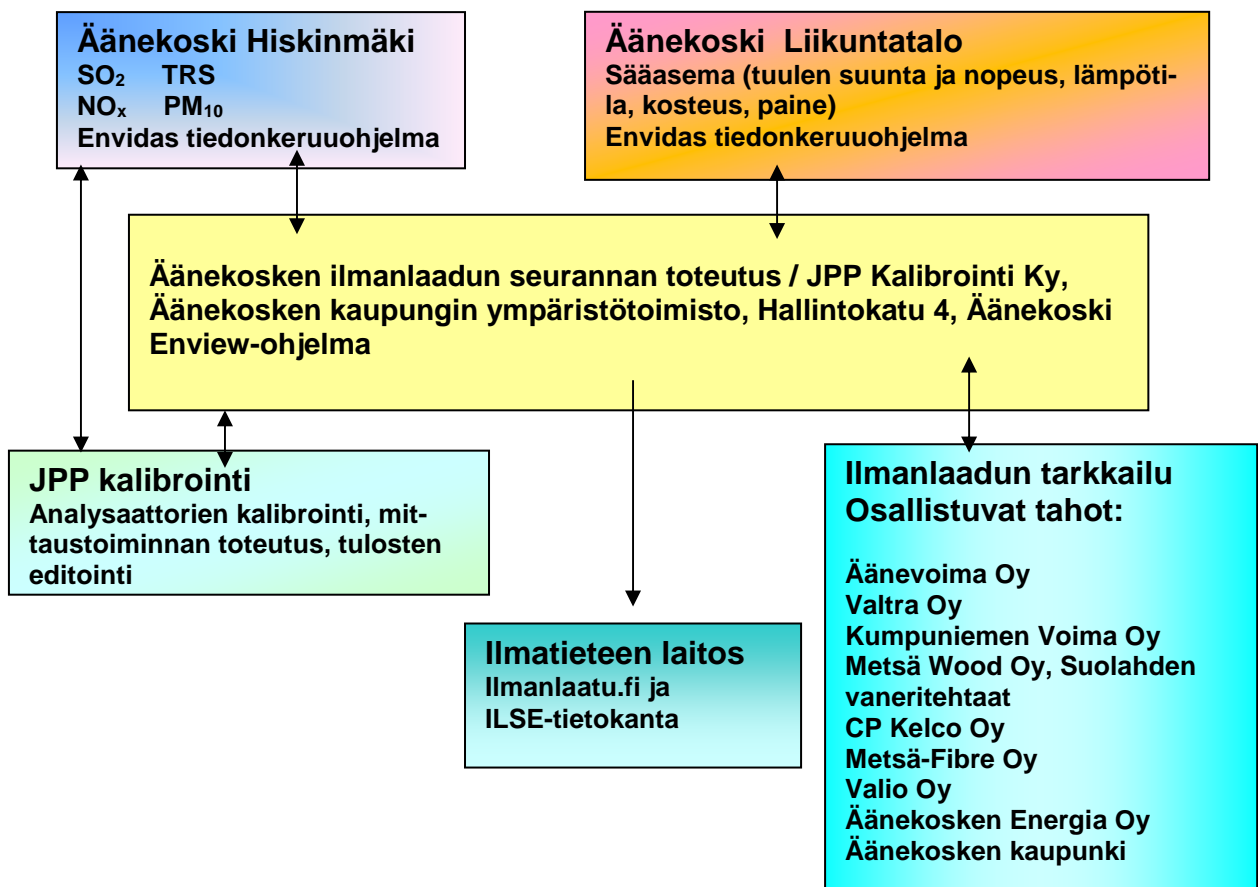 Äänekoski Hiskinmäki
SO₂ TRS
NOₓ PM₁₀
Envidas tiedonkeruuohjelma
Äänekoski Liikuntatalo
Sääasema (tuulen suunta ja nopeus, lämpöti-
la, kosteus, paine)
Envidas tiedonkeruuohjelma
Äänekosken ilmanlaadun seurannan toteutus / JPP Kalibrointi Ky,
Äänekosken kaupungin ympäristötoimisto, Hallintokatu 4, Äänekoski
Enview-ohjelma
JPP kalibrointi
Analysaattorien kalibrointi, mit-
taustoiminnan toteutus, tulosten
editointi
Ilmatieteen laitos
Ilmanlaatu.fi ja
ILSE-tietokanta
Ilmanlaadun tarkkailu
Osallistuvat tahot:
Äänevoima Oy
Valtra Oy
Kumpuniemen Voima Oy
Metsä Wood Oy, Suolahden
vaneritehtaat
CP Kelco Oy
Metsä-Fibre Oy
Valio Oy
Äänekosken Energia Oy
Äänekosken kaupunki